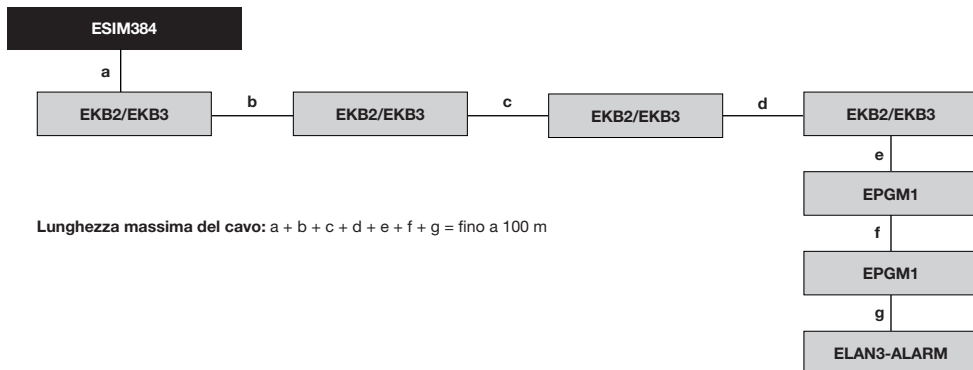 ESIM384
a
EKB2/EKB3
b
EKB2/EKB3
c
EKB2/EKB3
d
EKB2/EKB3
e
EPGM1
Lunghezza massima del cavo: a + b + c + d + e + f + g = fino a 100 m
f
EPGM1
g
ELAN3-ALARM